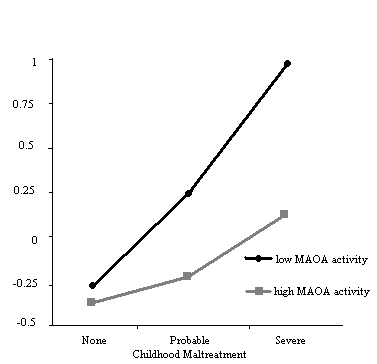 1
0.75
0.5
0.25
0
-0.25
-0.5
low MAOA activity
high MAOA activity
None Probable Severe
Childhood Maltreatment